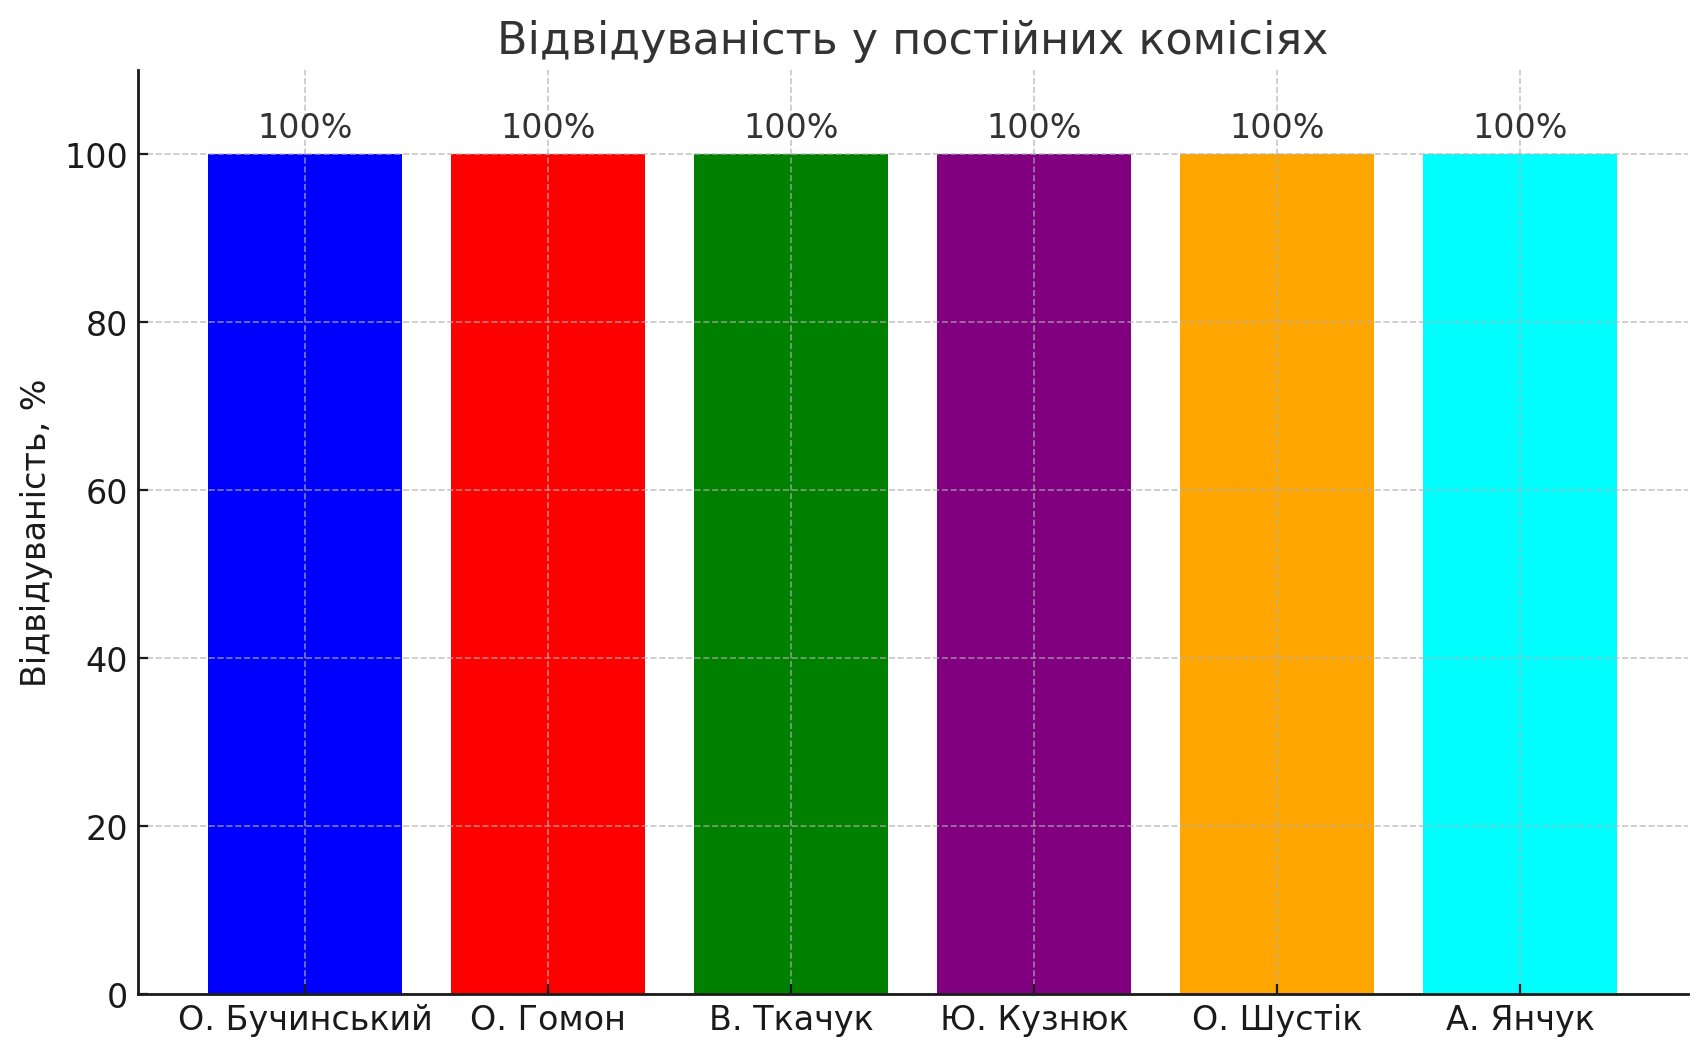 Відвідуваність у постійних комісіях
100% 100% 100% 100% 100% 100%
100
80
60
40
20
0
Відвідуваність, %
О. Бучинський О. Гомон В. Ткачук Ю. Кузнюк О. Шустік А. Янчук